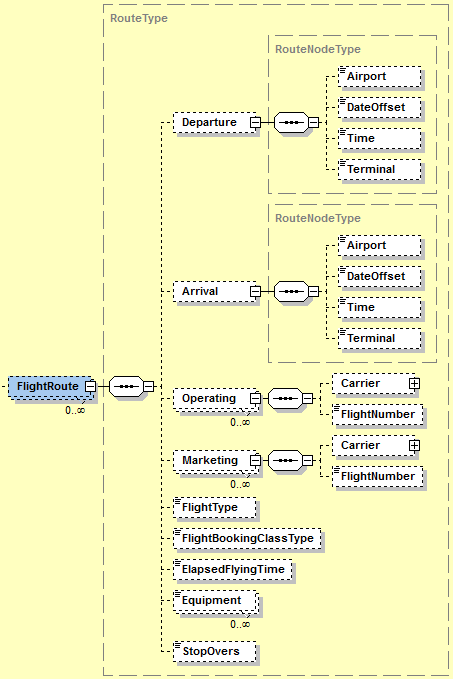 RouteType
RouteNodeType
Airport
DateOffset
Time
Terminal
Departure
RouteNodeType
Airport
DateOffset
Time
Terminal
Arrival
FlightRoute
0..∞
Operating
0..∞
Carrier
FlightNumber
Marketing
0..∞
Carrier
FlightNumber
FlightType
FlightBookingClassType
ElapsedFlyingTime
Equipment
0..∞
StopOvers